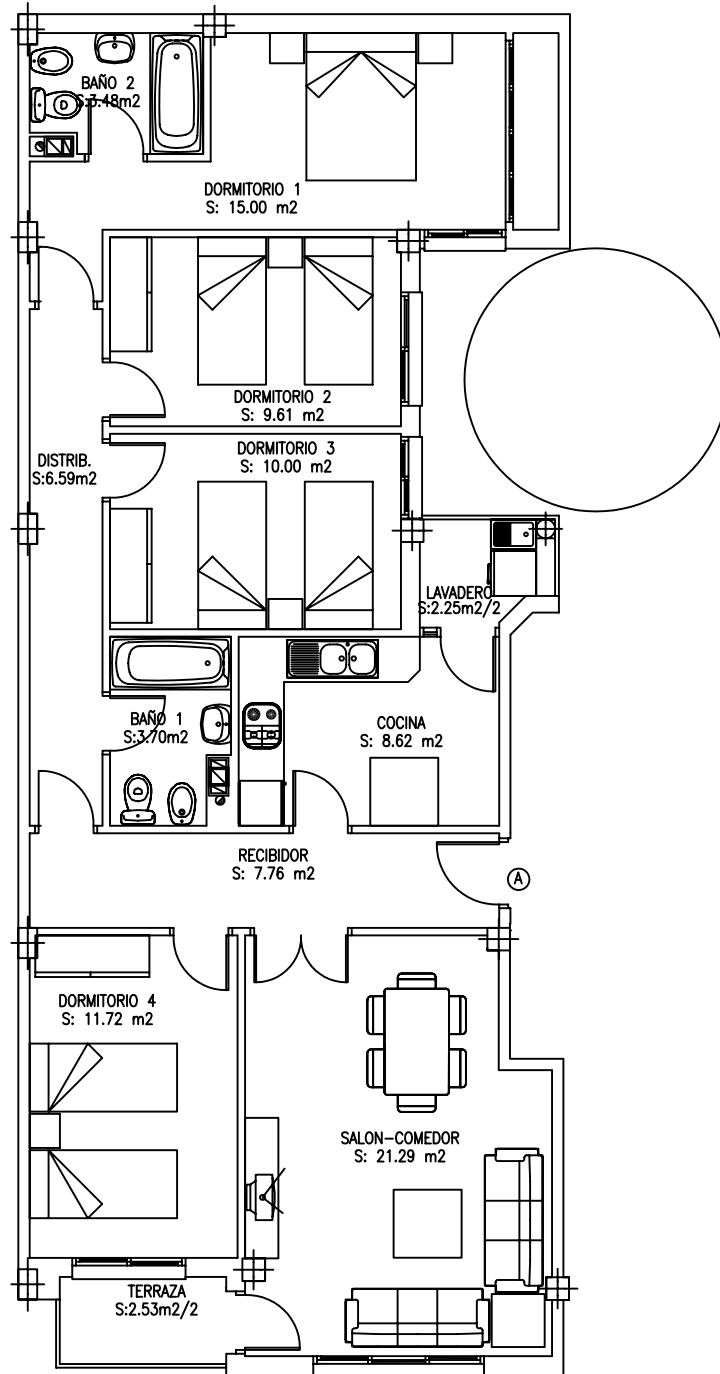 BAÑO 2
S:3.48m2
DORMITORIO 1
S: 15.00 m2
DORMITORIO 2
S: 9.61 m2
DORMITORIO 3
S: 10.00 m2
DISTRIB.
S:6.59m2
LAVADERO
S:2.25m2/2
BAÑO 1
S:3.70m2
COCINA
S: 8.62 m2
RECIBIDOR
S: 7.76 m2
A
DORMITORIO 4
S: 11.72 m2
SALON-COMEDOR
S: 21.29 m2
TERRAZA
S:2.53m2/2